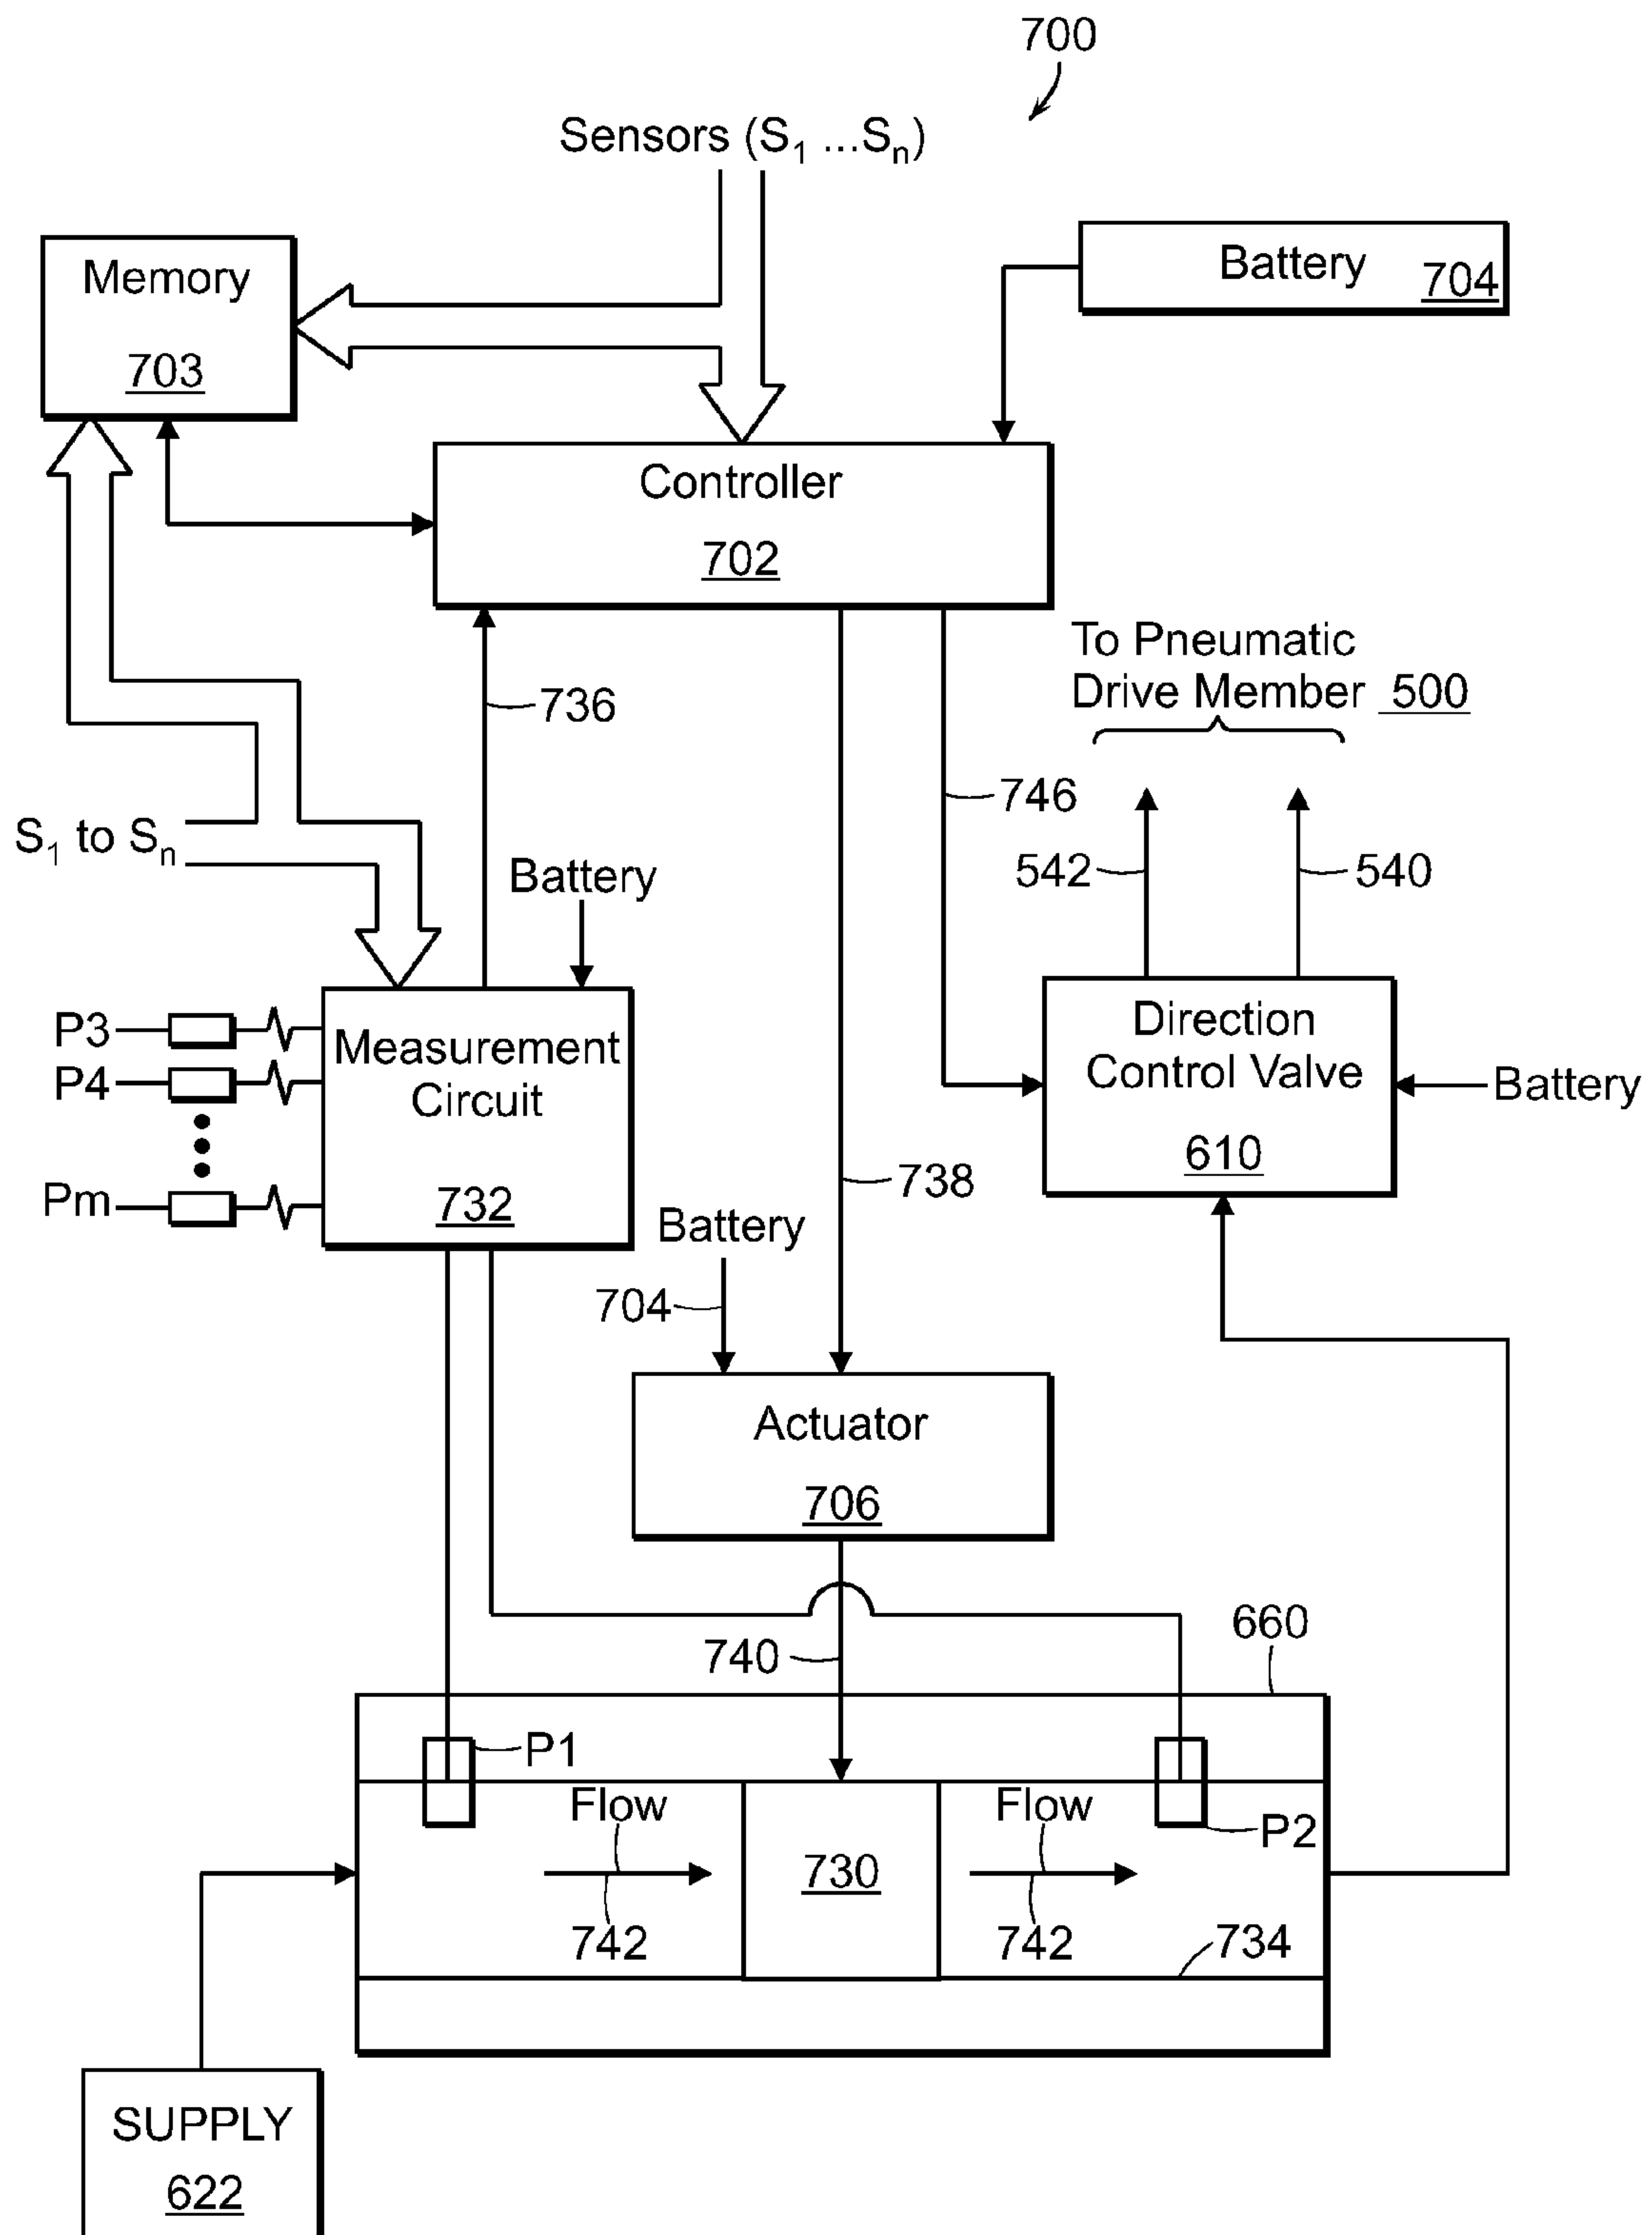 700
Sensors (S1 ...Sn)
Memory
703
Battery
704
Controller
702
736
To Pneumatic
Drive Member 500
746
542
540
S1 to Sn
Battery
P3
P4
Pm
Measurement
Circuit
732
Direction
Control Valve
610
Battery
738
Battery
704
Actuator
706
740
660
P1
Flow
742
730
Flow
742
P2
734
SUPPLY
622